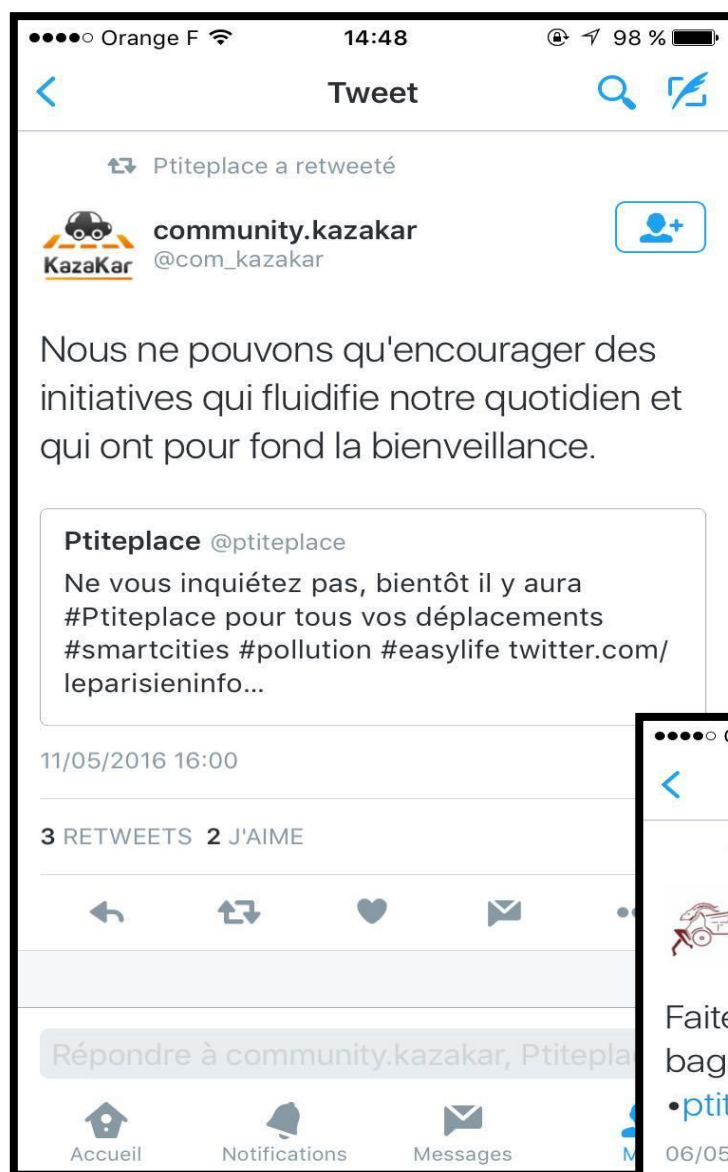 Orange F 14:48 98 %
Tweet
Ptiteplace a retweeté
community.kazakar
@com_kazakar
KazaKar
Nous ne pouvons qu'encourager des
initiatives qui fluidifie notre quotidien et
qui ont pour fond la bienveillance.
Ptiteplace @ptiteplace
Ne vous inquiétez pas, bientôt il y aura
#Ptiteplace pour tous vos déplacements
#smartcities #pollution #easylife twitter.com/
leparisieninfo...
11/05/2016 16:00
3 RETWEETS 2 J'AIME
Répondre à community.kazakar,
Accueil Notifications Messages